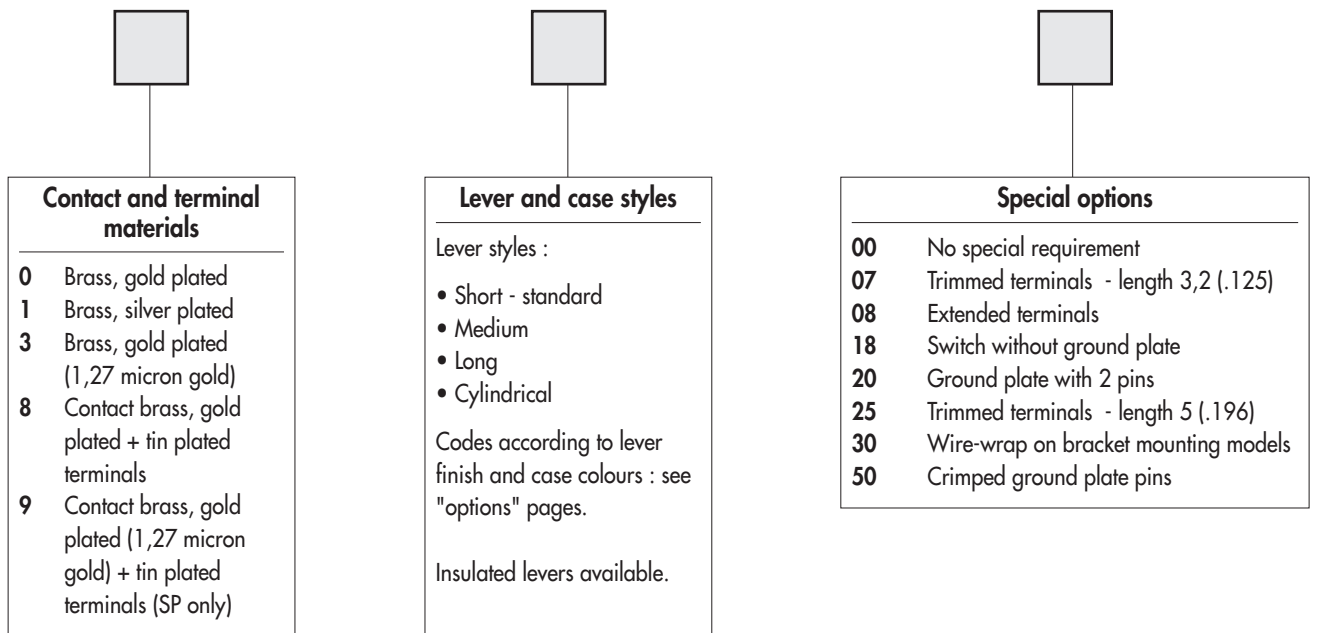 Contact and terminal
materials
0 Brass, gold plated
1 Brass, silver plated
3 Brass, gold plated
(1,27 micron gold)
8 Contact brass, gold
plated + tin plated
terminals
9 Contact brass, gold
plated (1,27 micron
gold) + tin plated
terminals (SP only)
Lever and case styles
Lever styles :
• Short - standard
• Medium
• Long
• Cylindrical
Codes according to lever
finish and case colours : see
"options" pages.
Insulated levers available.
Special options
00 No special requirement
07 Trimmed terminals - length 3,2 (.125)
08 Extended terminals
18 Switch without ground plate
20 Ground plate with 2 pins
25 Trimmed terminals - length 5 (.196)
30 Wire-wrap on bracket mounting models
50 Crimped ground plate pins